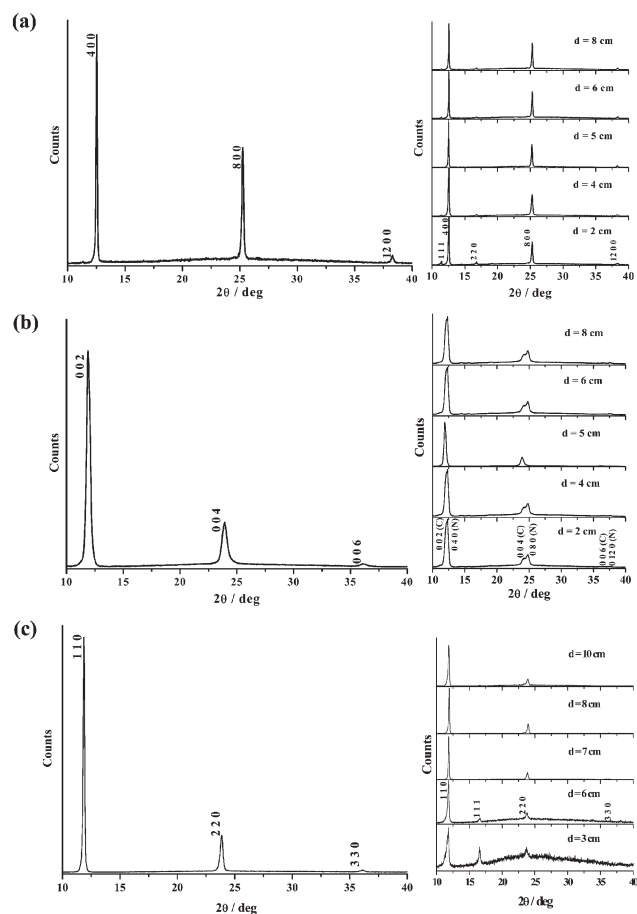 (a)
Counts
4 0 0
8 0 0
12 0 0
10 15 20 25 30 35 40
2θ / deg
Counts
d = 8 cm
d = 6 cm
d = 5 cm
d = 4 cm
d = 2 cm
1 1 1
4 0 0
2 2 0
8 0 0
12 0 0
10 15 20 25 30 35 40
2θ / deg
(b)
Counts
0 0 2
0 0 4
0 0 6
10 15 20 25 30 35 40
2θ / deg
Counts
d = 8 cm
d = 6 cm
d = 5 cm
d = 4 cm
d = 2 cm
0 0 2 (C)
0 4 0 (N)
0 0 4 (C)
0 8 0 (N)
0 0 6 (C)
0 12 0 (N)
10 15 20 25 30 35 40
2θ / deg
(c)
Counts
1 1 0
2 2 0
3 3 0
10 15 20 25 30 35 40
2θ / deg
Counts
d=10cm
d=8cm
d=7cm
d=6cm
d=3cm
1 1 0
1 1 1
2 2 0
3 3 0
10 15 20 25 30 35 40
2θ / deg